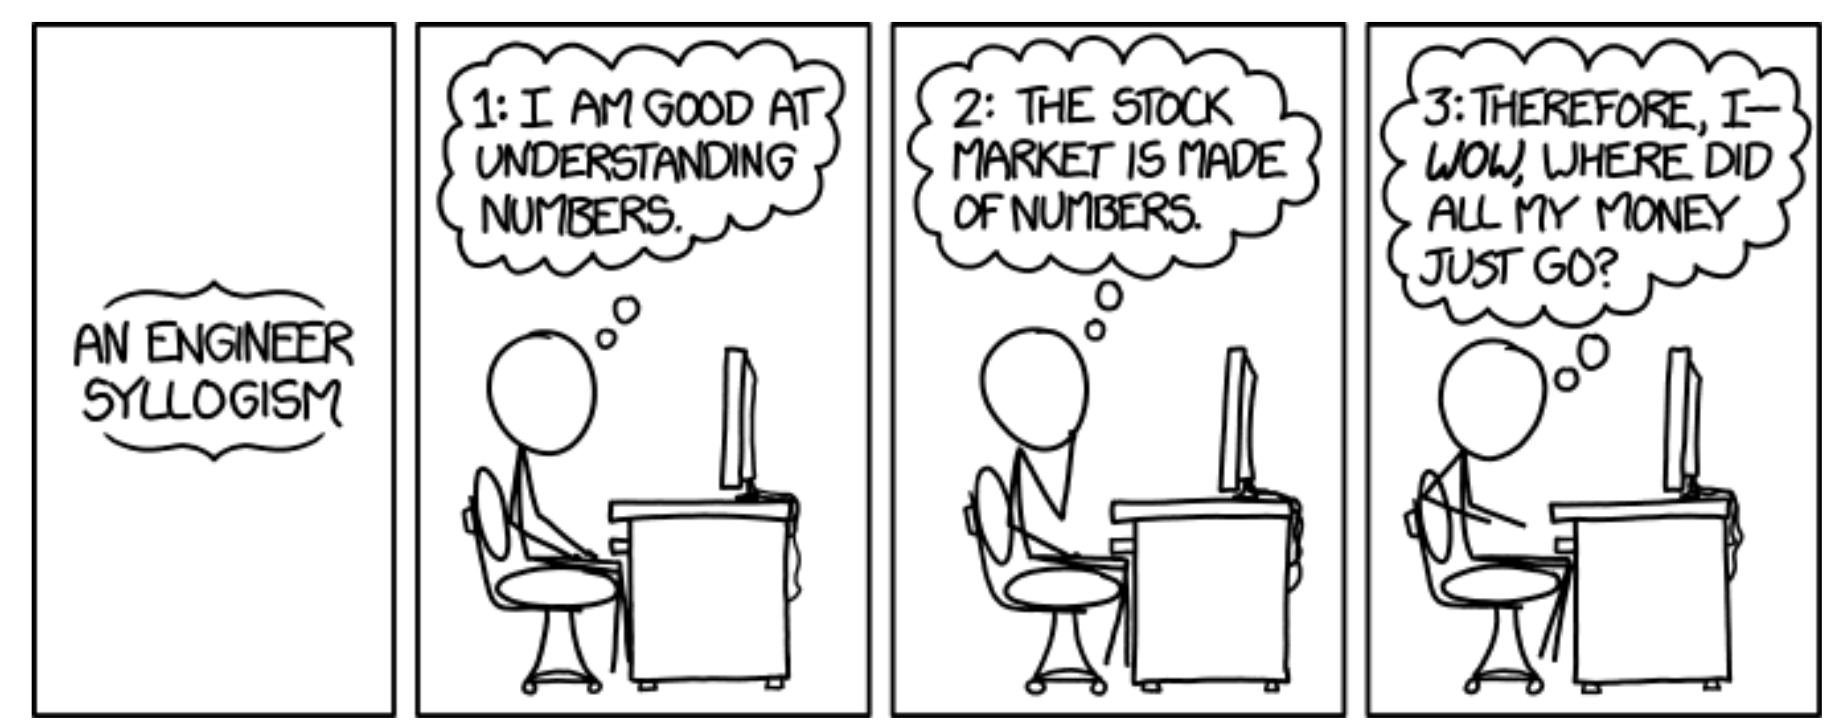 AN ENGINEER
SYLLOGISM
1: I AM GOOD AT
UNDERSTANDING
NUMBERS.
2: THE STOCK
MARKET IS MADE
OF NUMBERS.
3: THEREFORE, I—
WOW, WHERE DID
ALL MY MONEY
JUST GO?